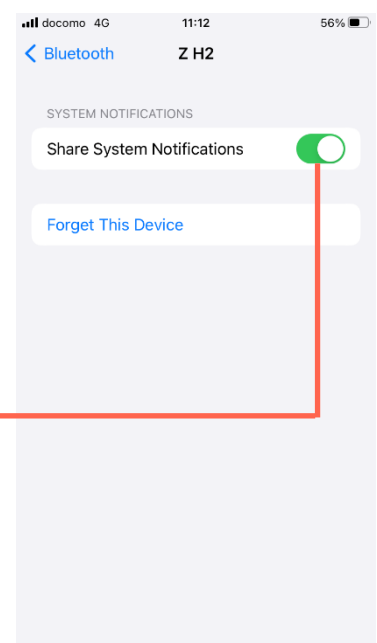 docomo 4G 11:12 56%
Bluetooth Z H2
SYSTEM NOTIFICATIONS
Share System Notifications
Forget This Device